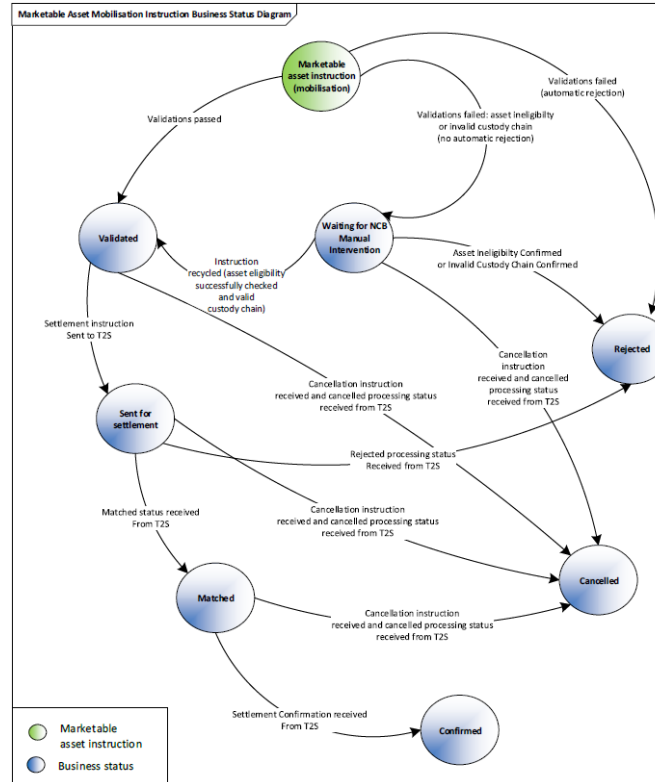 Marketable Asset Mobilisation Instruction Business Status Diagram
Marketable
asset instruction
(mobilisation)
Validations failed
(automatic rejection)
Validations passed
Validations failed: asset ineligibilty
or invalid custody chain
(no automatic rejection)
Validated
Waiting for NCB
Manual
Intervention
Instruction
recycled (asset eligibility
successfully checked
and valid
custody chain)
Asset Ineligibilty Confirmed
or Invalid Custody Chain Confirmed
Settlement instruction
Sent to T2S
Rejected
Cancellation
instruction
received and cancelled
processing status
received from T2S
Cancellation instruction
received and cancelled processing status
received from T2S
Sent for
settlement
Rejected processing status
Received from T2S
Matched status received
From T2S
Cancellation instruction
received and cancelled processing status
received from T2S
Cancelled
Matched
Cancellation instruction
received and cancelled processing status
received from T2S
Settlement Confirmation received
From T2S
Confirmed
Marketable
asset instruction
Business status